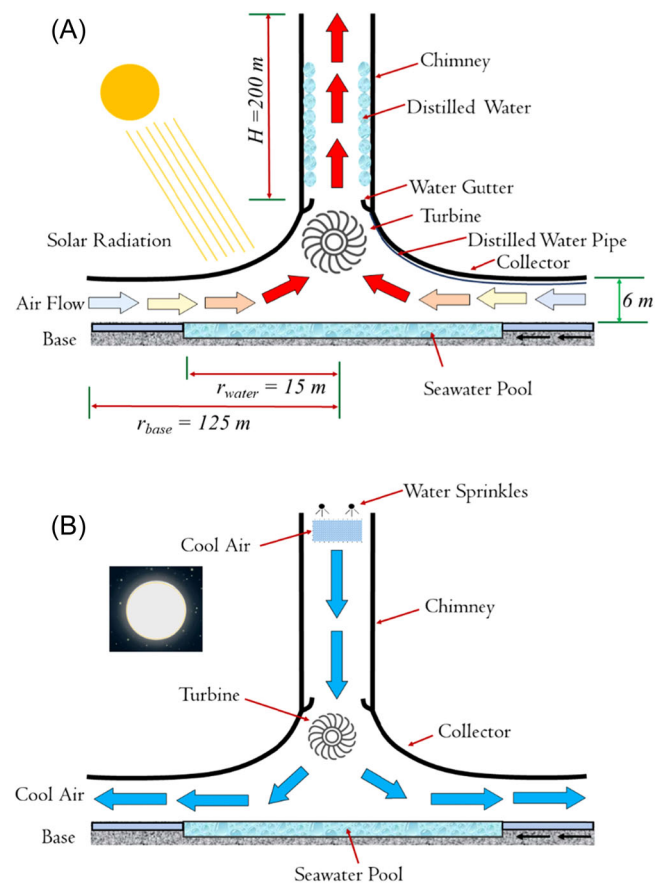 (A)
H =200 m
Chimney
Distilled Water
Water Gutter
Turbine
Distilled Water Pipe
Collector
Solar Radiation
Air Flow
6 m
Base
r_water = 15 m
Seawater Pool
r_base = 125 m
(B)
Water Sprinkles
Cool Air
Chimney
Turbine
Collector
Cool Air
Base
Seawater Pool